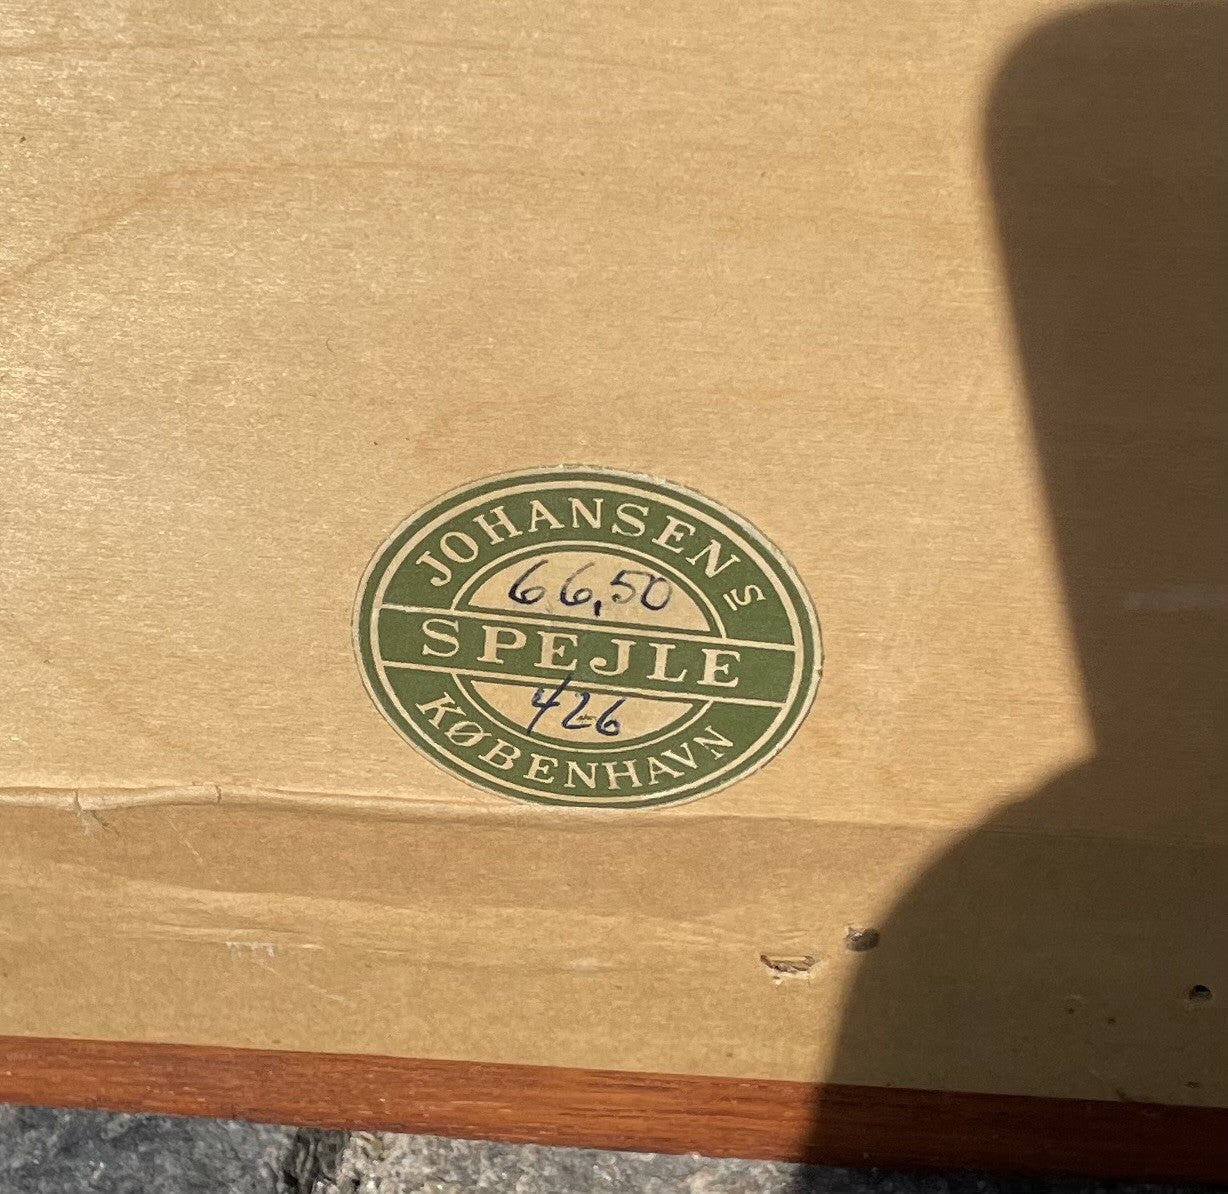 JOHANSENS
66,50
SPEJLE
426
KØBENHAVN